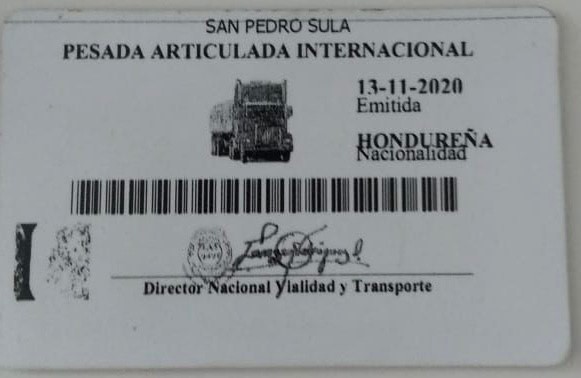 SAN PEDRO SULA
PESADA ARTICULADA INTERNACIONAL
13-11-2020
Emitida
HONDUREÑA
Nacionalidad
Director Nacional Vialidad y Transporte